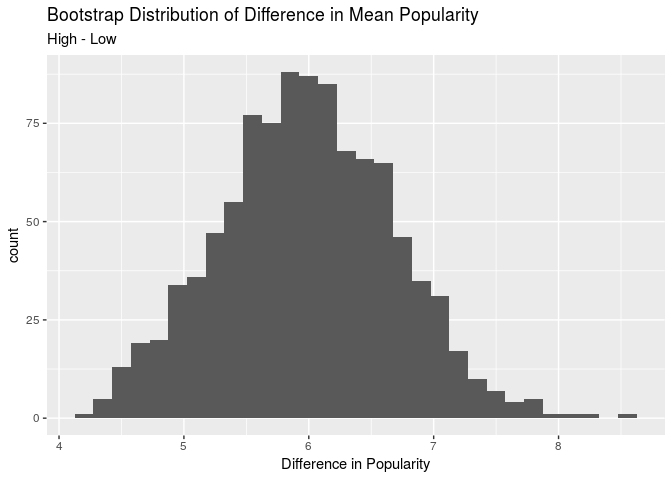 Bootstrap Distribution of Difference in Mean Popularity
High - Low
75
50
25
0
count
4 5 6 7 8
Difference in Popularity